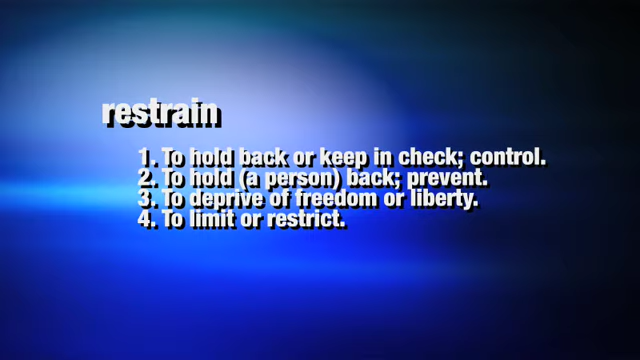 restrain
1. To hold back or keep in check; control.
2. To hold (a person) back; prevent.
3. To deprive of freedom or liberty.
4. To limit or restrict.